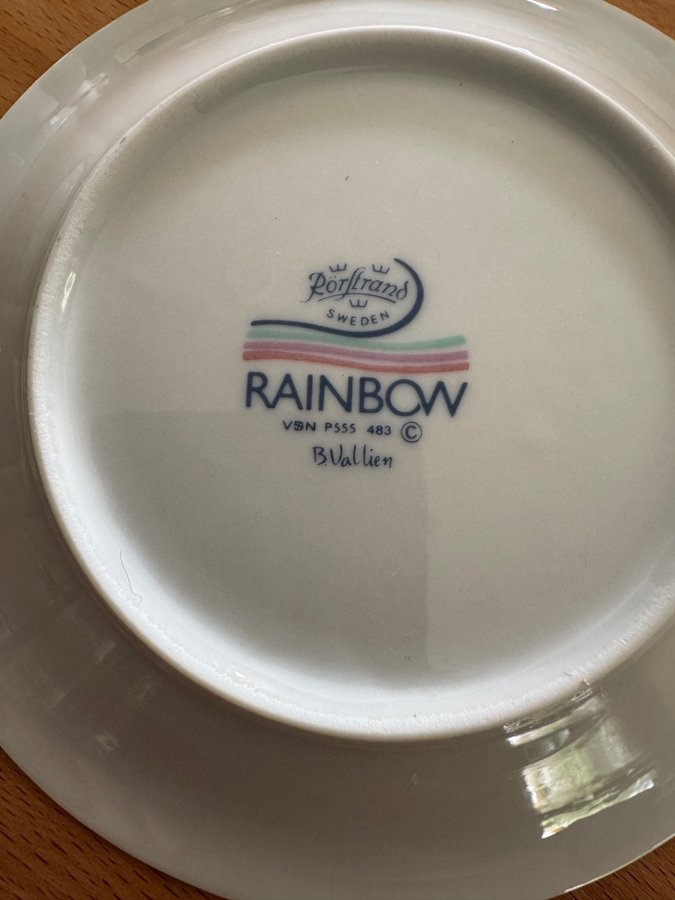 Rörstrand
SWEDEN
RAINBOW
VSN P555 483 ©
B.Vallien